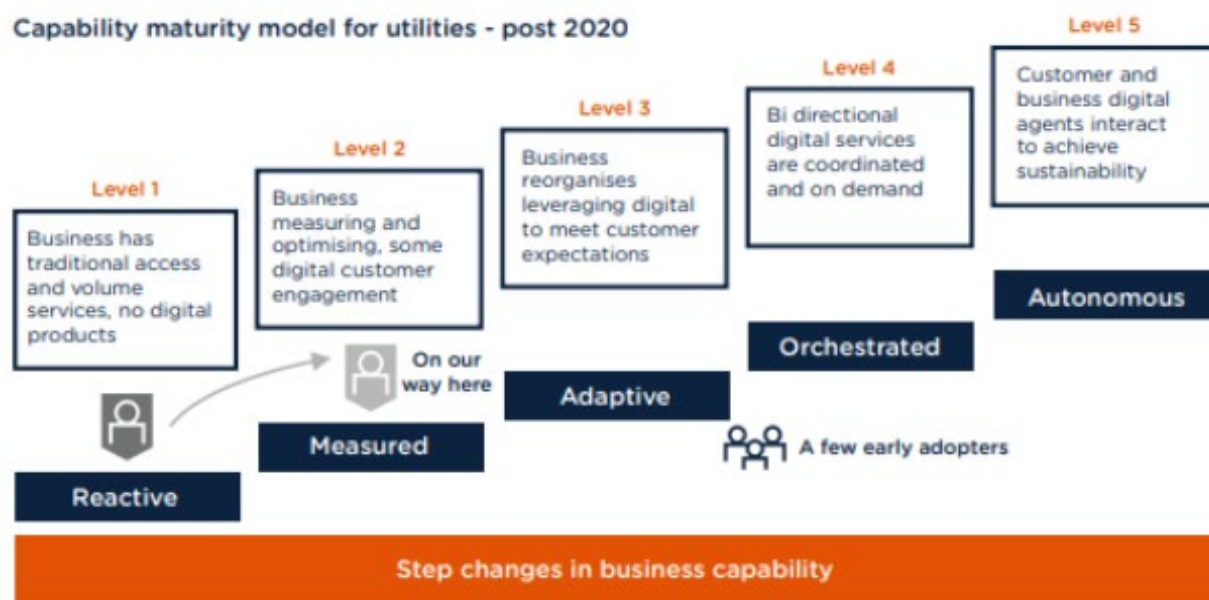 Capability maturity model for utilities - post 2020
Level 1
Business has
traditional access
and volume
services, no digital
products
Reactive
Level 2
Business
measuring and
optimising, some
digital customer
engagement
On our
way here
Measured
Level 3
Business
reorganises
leveraging digital
to meet customer
expectations
Adaptive
Level 4
Bi directional
digital services
are coordinated
and on demand
Orchestrated
A few early adopters
Level 5
Customer and
business digital
agents interact
to achieve
sustainability
Autonomous
Step changes in business capability